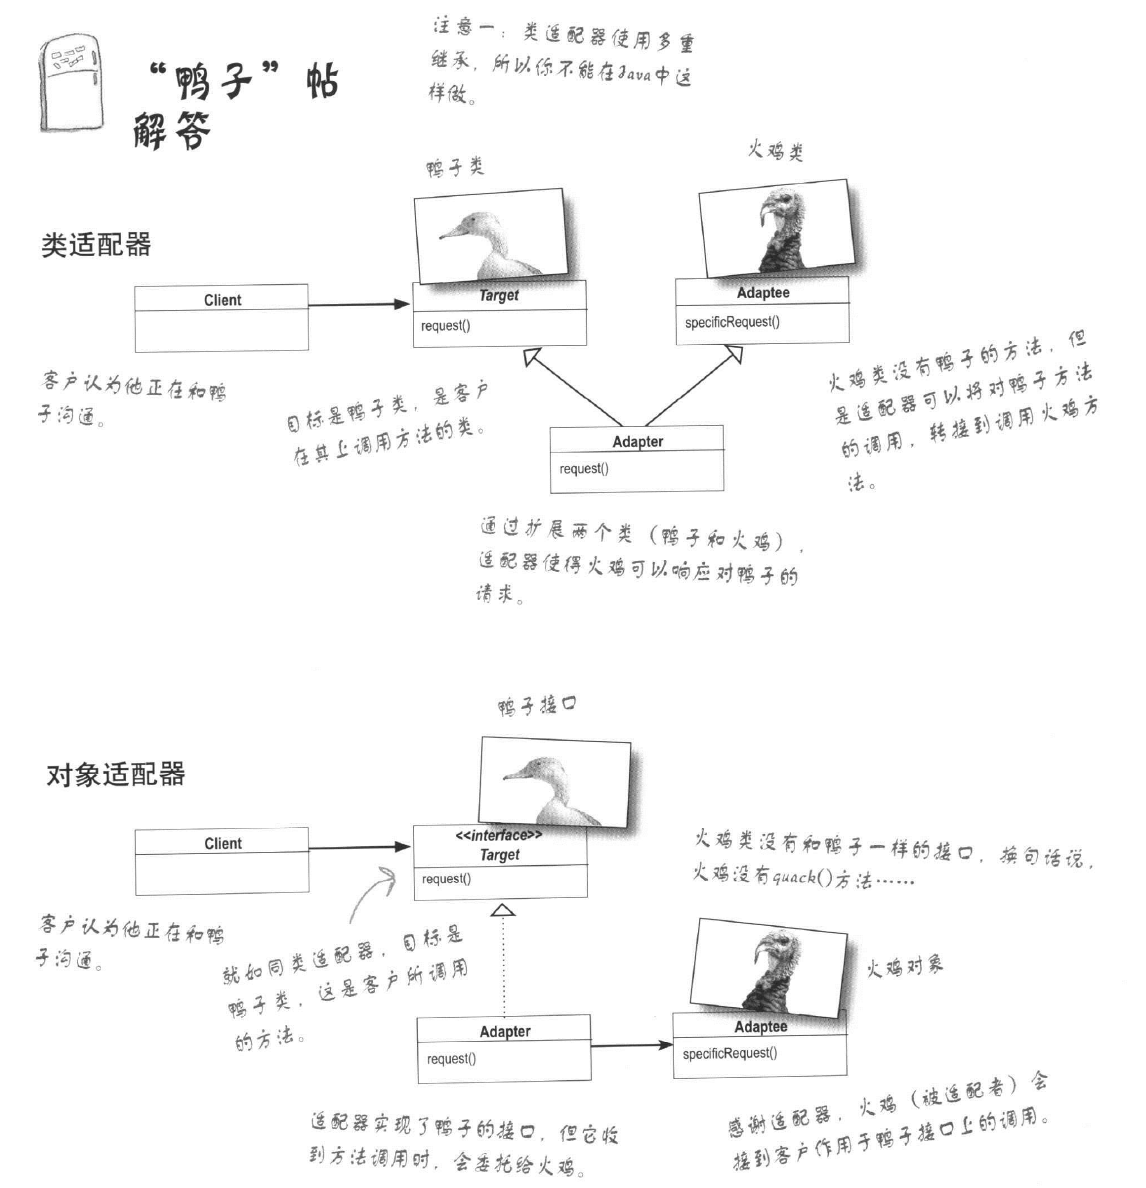 “鸭子”帖
解答
注意一：类适配器使用多重
继承，所以你不能在Java中这
样做。
类适配器
鸭子类
火鸡类
Client
Target
request()
Adaptee
specificRequest()
客户认为他正在和鸭
子沟通。
目标是鸭子类，是客户
在其上调用方法的类。
Adapter
request()
火鸡类没有鸭子的方法，但
是适配器可以将对鸭子方法
的调用，转接到调用火鸡方
法。
通过扩展两个类（鸭子和火鸡），
适配器使得火鸡可以响应对鸭子的
请求。
对象适配器
鸭子接口
Client
<<interface>>
Target
request()
火鸡类没有和鸭子一样的接口，换句话说，
火鸡没有quack()方法……
客户认为他正在和鸭
子沟通。
就如同类适配器，目标是
鸭子类，这是客户所调用
的方法。
火鸡对象
Adapter
request()
Adaptee
specificRequest()
适配器实现了鸭子的接口，但它收
到方法调用时，会委托给火鸡。
感谢适配器，火鸡（被适配者）会
接到客户作用于鸭子接口上的调用。